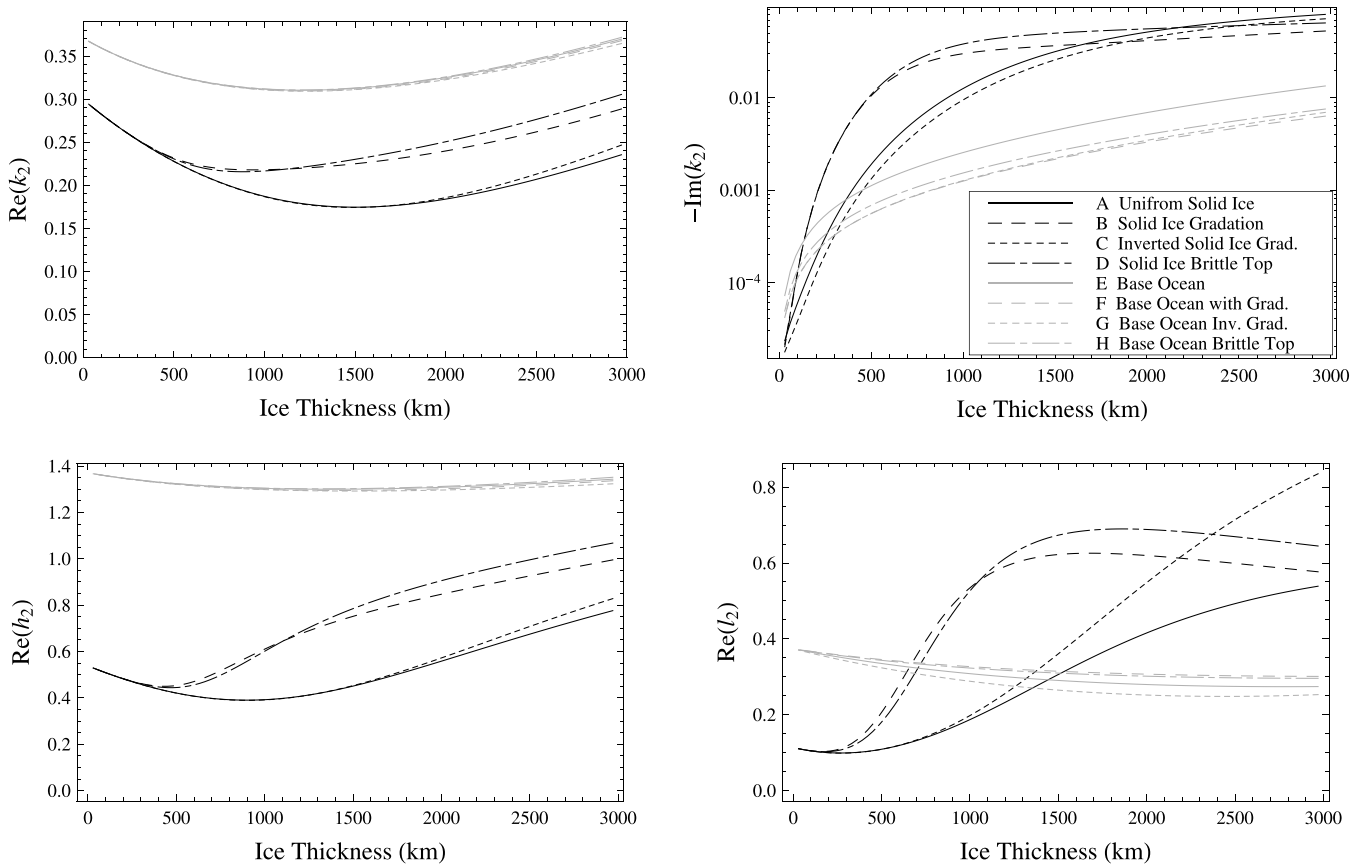 Re(k2)
0.35
0.30
0.25
0.20
0.15
0.10
0.05
0.00
0 500 1000 1500 2000 2500 3000
Ice Thickness (km)
−Im(k2)
0.01
0.001
10−4
A Unifrom Solid Ice
B Solid Ice Gradation
C Inverted Solid Ice Grad.
D Solid Ice Brittle Top
E Base Ocean
F Base Ocean with Grad.
G Base Ocean Inv. Grad.
H Base Ocean Brittle Top
0 500 1000 1500 2000 2500 3000
Ice Thickness (km)
Re(h2)
1.4
1.2
1.0
0.8
0.6
0.4
0.2
0.0
0 500 1000 1500 2000 2500 3000
Ice Thickness (km)
Re(l2)
0.8
0.6
0.4
0.2
0.0
0 500 1000 1500 2000 2500 3000
Ice Thickness (km)